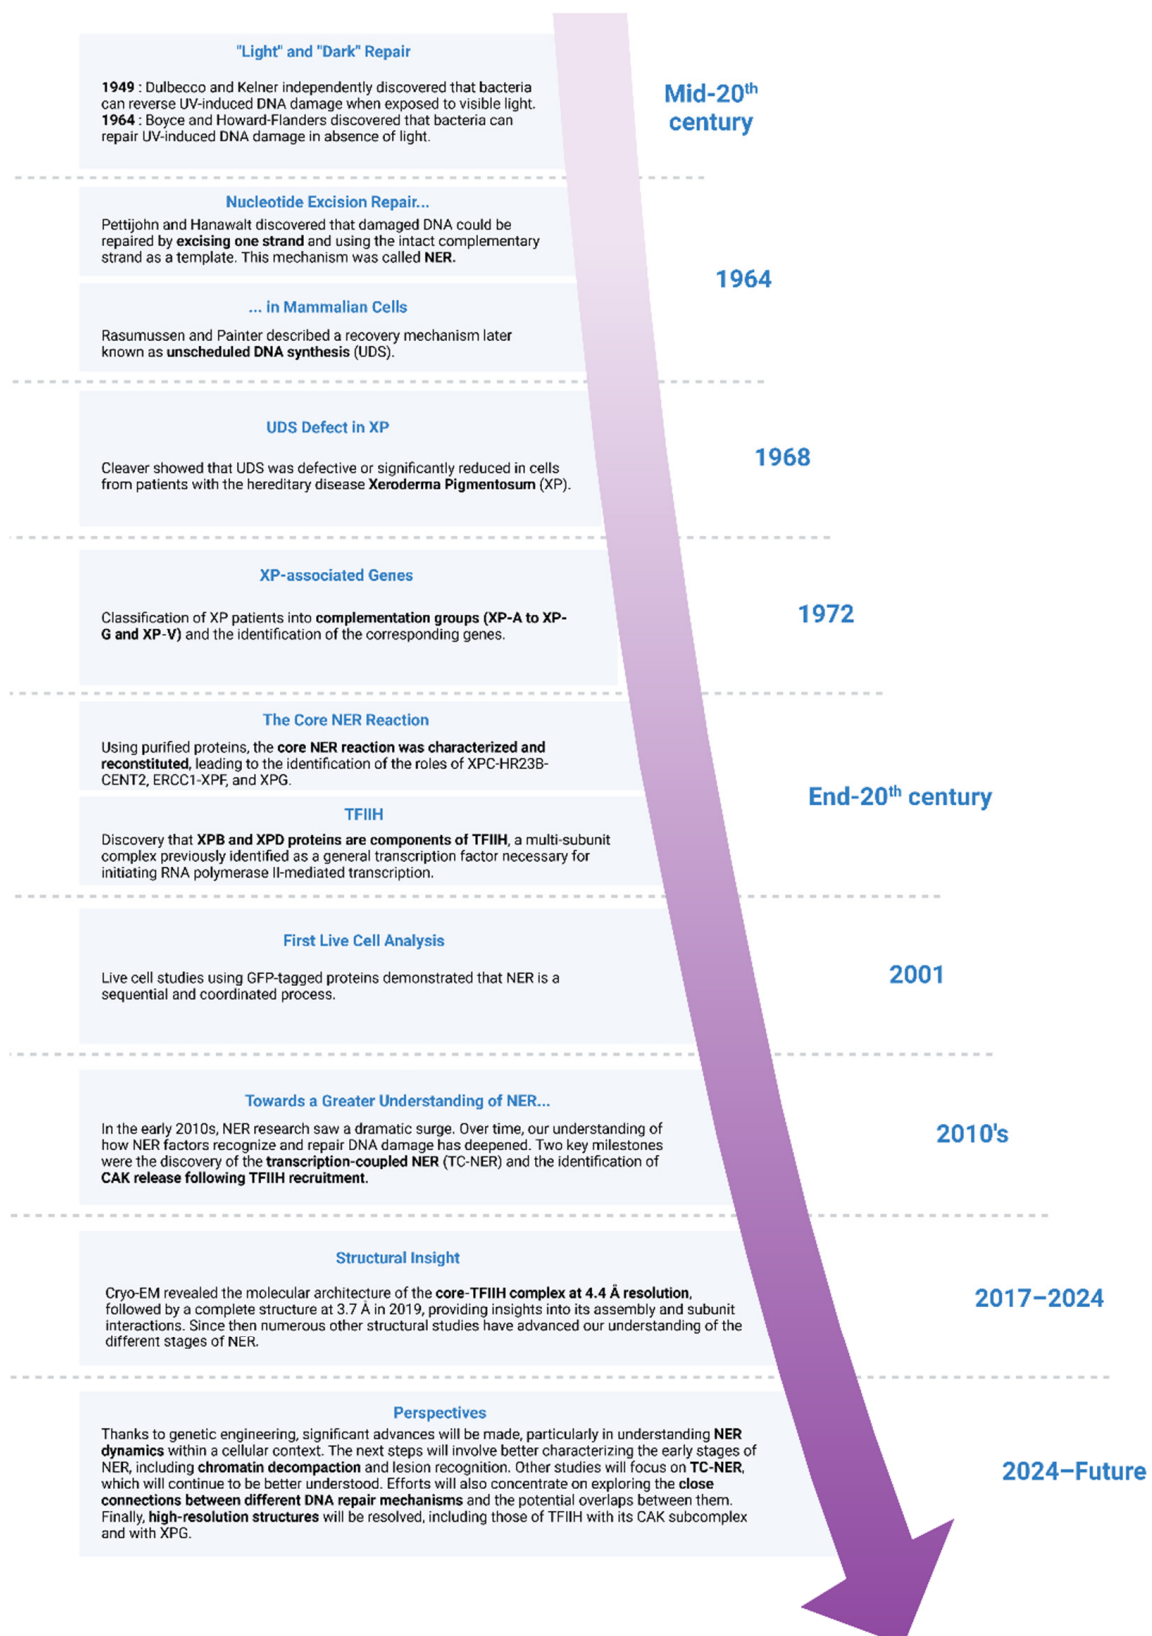 "Light" and "Dark" Repair
1949 : Dulbecco and Kelner independently discovered that bacteria
can reverse UV-induced DNA damage when exposed to visible light.
1964 : Boyce and Howard-Flanders discovered that bacteria can
repair UV-induced DNA damage in absence of light.
Mid-20th
century
Nucleotide Excision Repair...
Pettijohn and Hanawalt discovered that damaged DNA could be
repaired by excising one strand and using the intact complementary
strand as a template. This mechanism was called NER.
... in Mammalian Cells
Rasumussen and Painter described a recovery mechanism later
known as unscheduled DNA synthesis (UDS).
1964
UDS Defect in XP
Cleaver showed that UDS was defective or significantly reduced in cells
from patients with the hereditary disease Xeroderma Pigmentosum (XP).
1968
XP-associated Genes
Classification of XP patients into complementation groups (XP-A to XP-
G and XP-V) and the identification of the corresponding genes.
1972
The Core NER Reaction
Using purified proteins, the core NER reaction was characterized and
reconstituted, leading to the identification of the roles of XPC-HR23B-
CENT2, ERCC1-XPF, and XPG.
TFIIH
Discovery that XPB and XPD proteins are components of TFIIH, a multi-subunit
complex previously identified as a general transcription factor necessary for
initiating RNA polymerase II-mediated transcription.
End-20th century
First Live Cell Analysis
Live cell studies using GFP-tagged proteins demonstrated that NER is a
sequential and coordinated process.
2001
Towards a Greater Understanding of NER...
In the early 2010s, NER research saw a dramatic surge. Over time, our understanding of
how NER factors recognize and repair DNA damage has deepened. Two key milestones
were the discovery of the transcription-coupled NER (TC-NER) and the identification of
CAK release following TFIIH recruitment.
2010's
Structural Insight
Cryo-EM revealed the molecular architecture of the core-TFIIH complex at 4.4 Å resolution,
followed by a complete structure at 3.7 Å in 2019, providing insights into its assembly and subunit
interactions. Since then numerous other structural studies have advanced our understanding of the
different stages of NER.
2017–2024
Perspectives
Thanks to genetic engineering, significant advances will be made, particularly in understanding NER
dynamics within a cellular context. The next steps will involve better characterizing the early stages of
NER, including chromatin decompaction and lesion recognition. Other studies will focus on TC-NER,
which will continue to be better understood. Efforts will also concentrate on exploring the close
connections between different DNA repair mechanisms and the potential overlaps between them.
Finally, high-resolution structures will be resolved, including those of TFIIH with its CAK subcomplex
and with XPG.
2024–Future